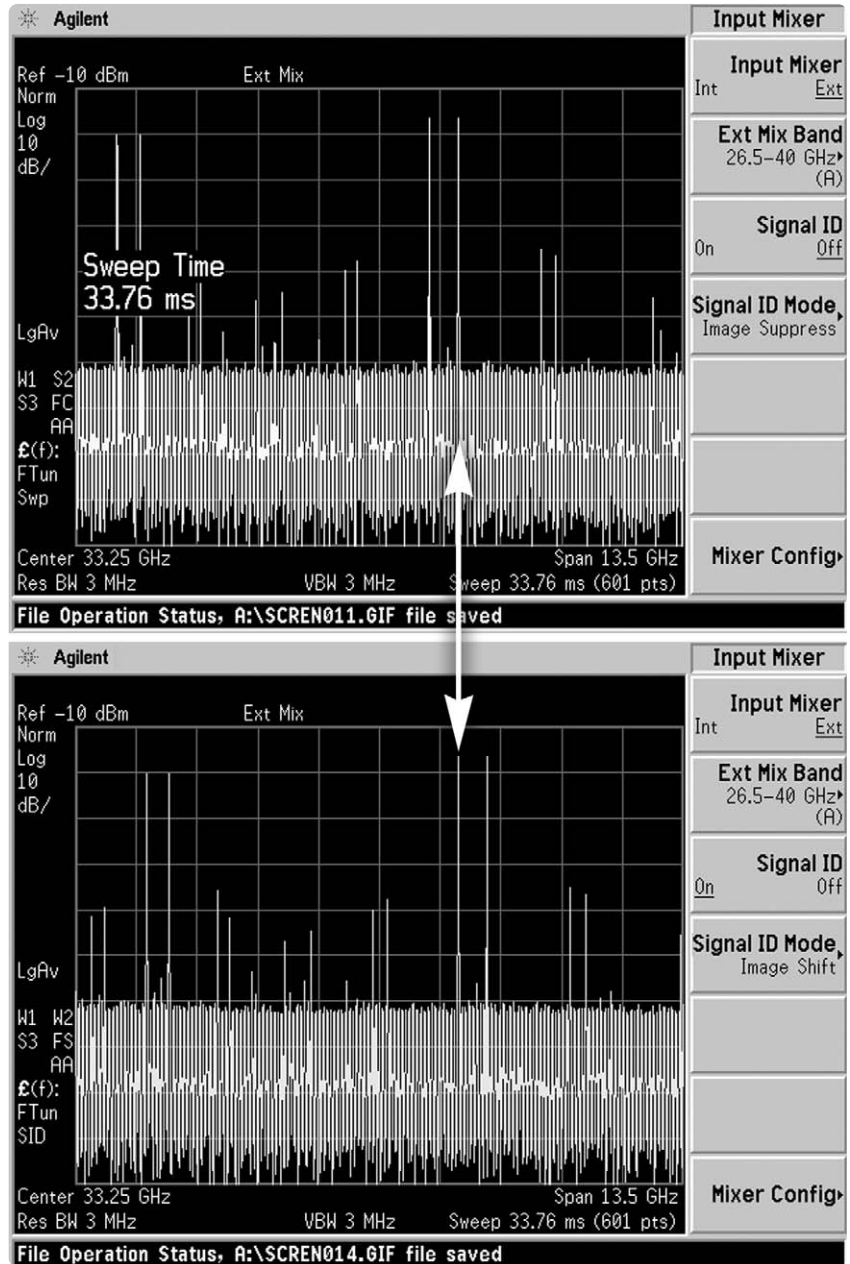 Agilent
Input Mixer
Ref -10 dBm
Ext Mix
Norm
Log
10
dB/
Sweep Time
33.76 ms
LgAv
W1 S2
S3 FC
AA
£(f):
FTun
Swp
Center 33.25 GHz
Span 13.5 GHz
Res BW 3 MHz
VBW 3 MHz
Sweep 33.76 ms (601 pts)
File Operation Status, A:\SCREN011.GIF file saved
Input Mixer
Int Ext
Ext Mix Band
26.5-40 GHz
(A)
Signal ID
On Off
Signal ID Mode
Image Suppress
Mixer Config
Agilent
Input Mixer
Ref -10 dBm
Ext Mix
Norm
Log
10
dB/
LgAv
W1 W2
S3 FS
AA
£(f):
FTun
SID
Center 33.25 GHz
Span 13.5 GHz
Res BW 3 MHz
VBW 3 MHz
Sweep 33.76 ms (601 pts)
File Operation Status, A:\SCREN014.GIF file saved
Input Mixer
Int Ext
Ext Mix Band
26.5-40 GHz
(A)
Signal ID
On Off
Signal ID Mode
Image Shift
Mixer Config